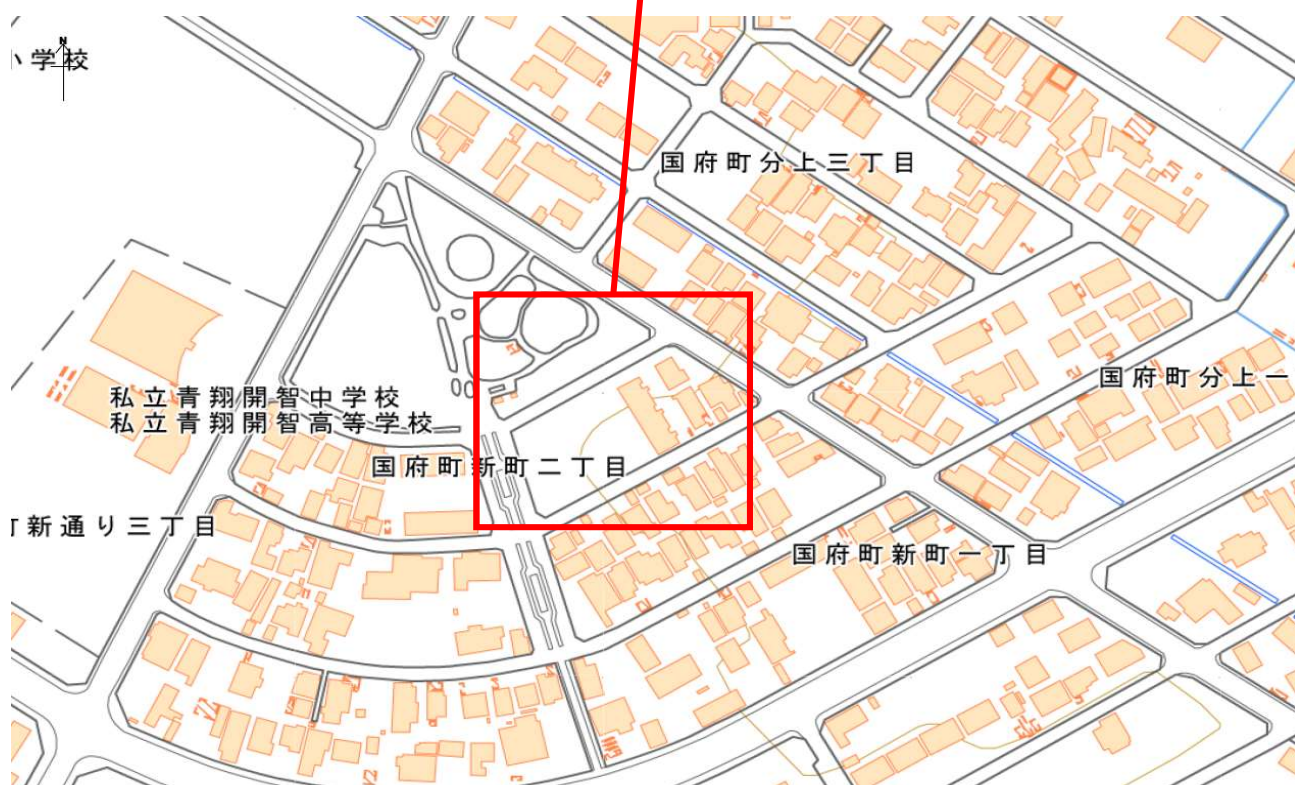 N
小学校
国府町分上三丁目
国府町分上一
私立青翔開智中学校
私立青翔開智高等学校
国府町新町二丁目
町新通り三丁目
国府町新町一丁目